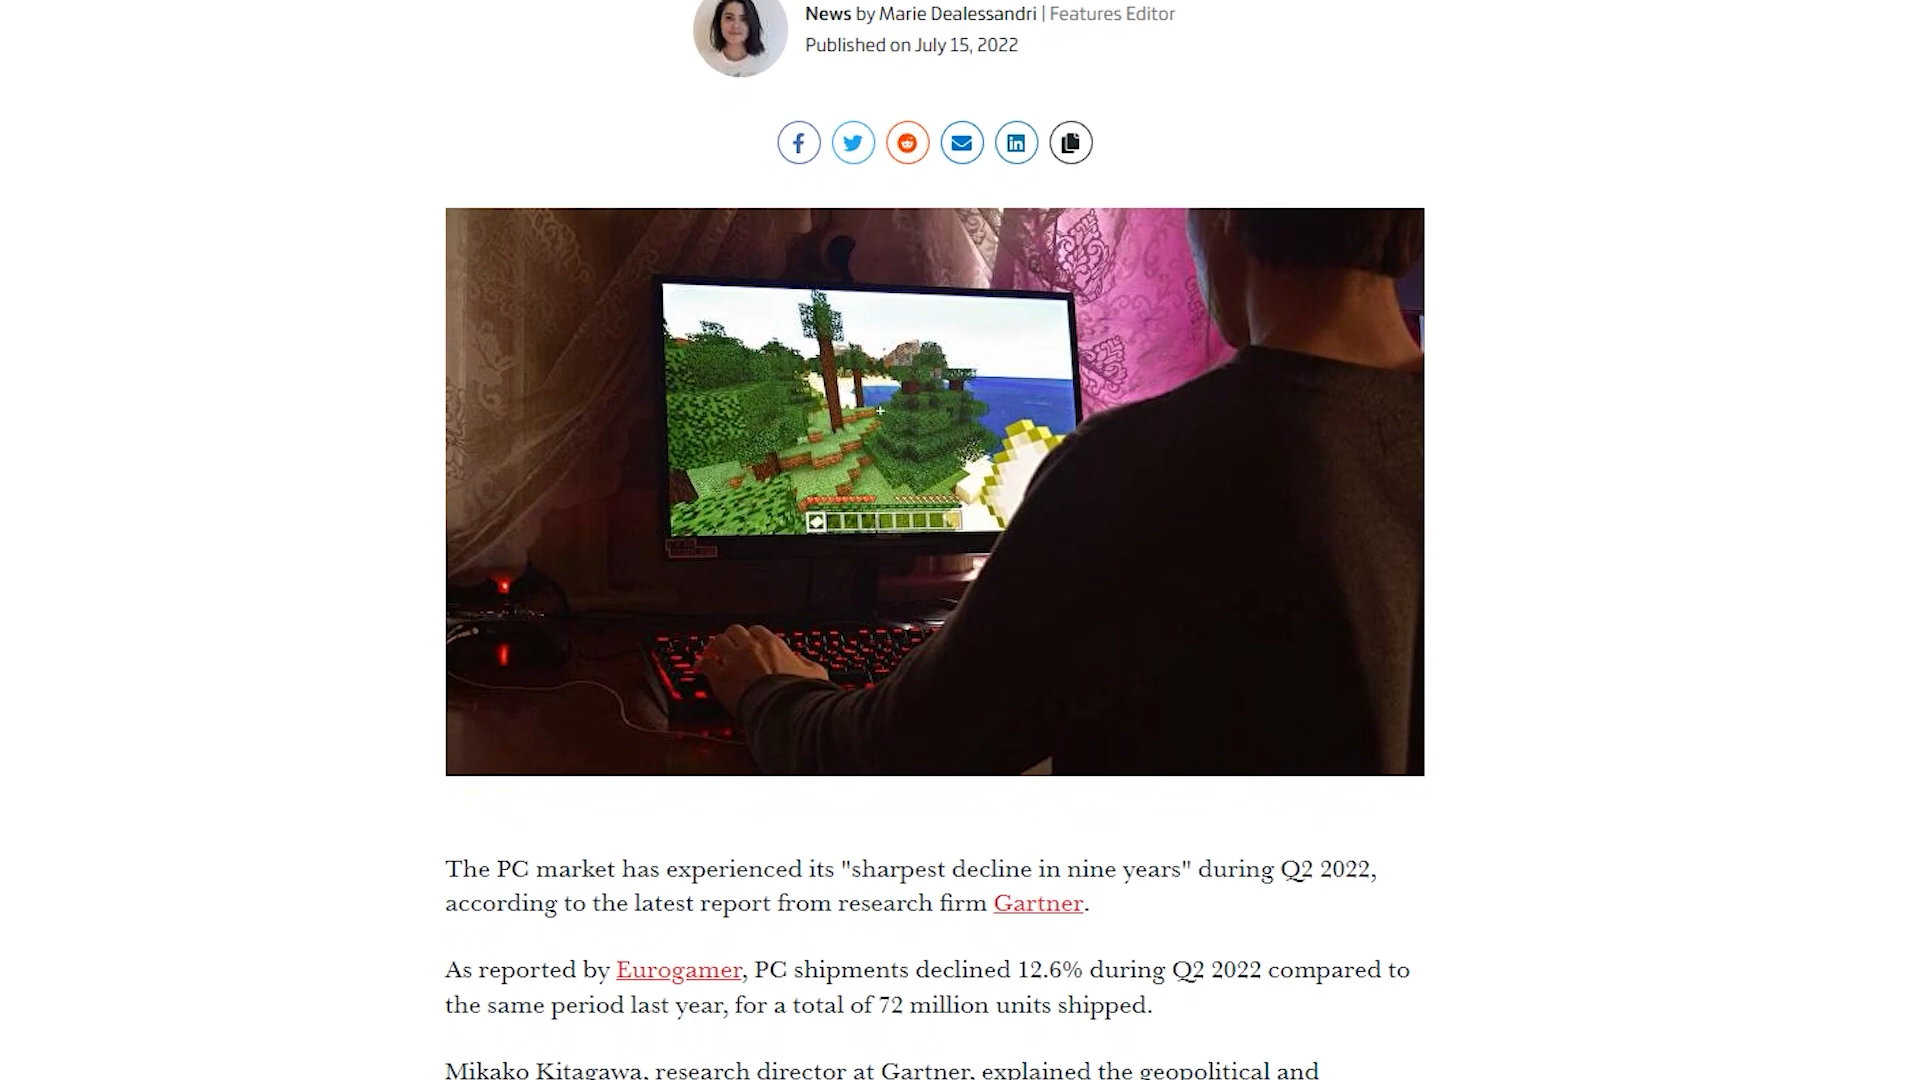 News by Marie Dealessandri | Features Editor
Published on July 15, 2022
The PC market has experienced its "sharpest decline in nine years" during Q2 2022,
according to the latest report from research firm Gartner.
As reported by Eurogamer, PC shipments declined 12.6% during Q2 2022 compared to
the same period last year, for a total of 72 million units shipped.
Mikako Kitagawa, research director at Gartner, explained the geopolitical and